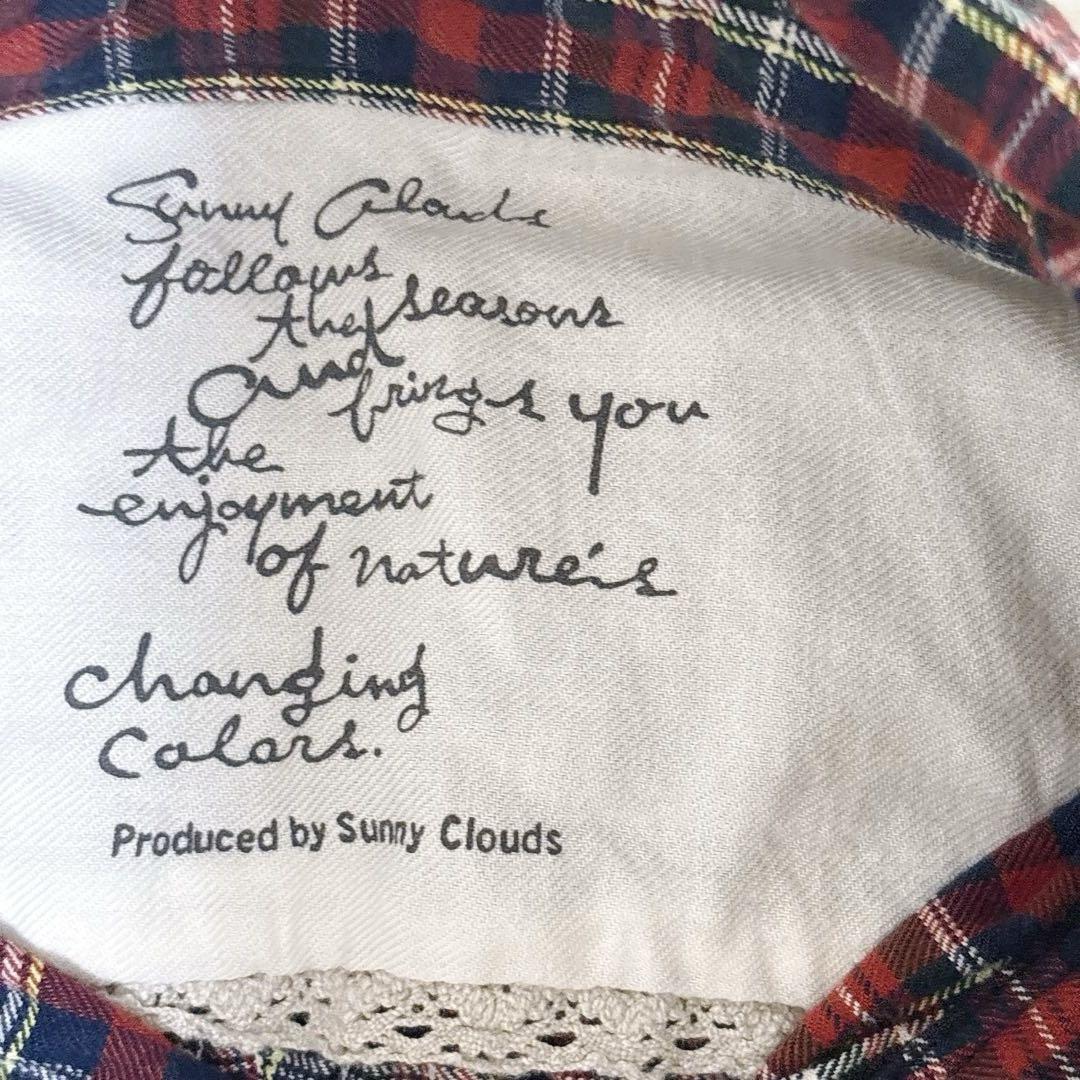 Sunny Clouds
follows
the seasons
and brings you
the
enjoyment
of nature's
changing
colors.
Produced by Sunny Clouds